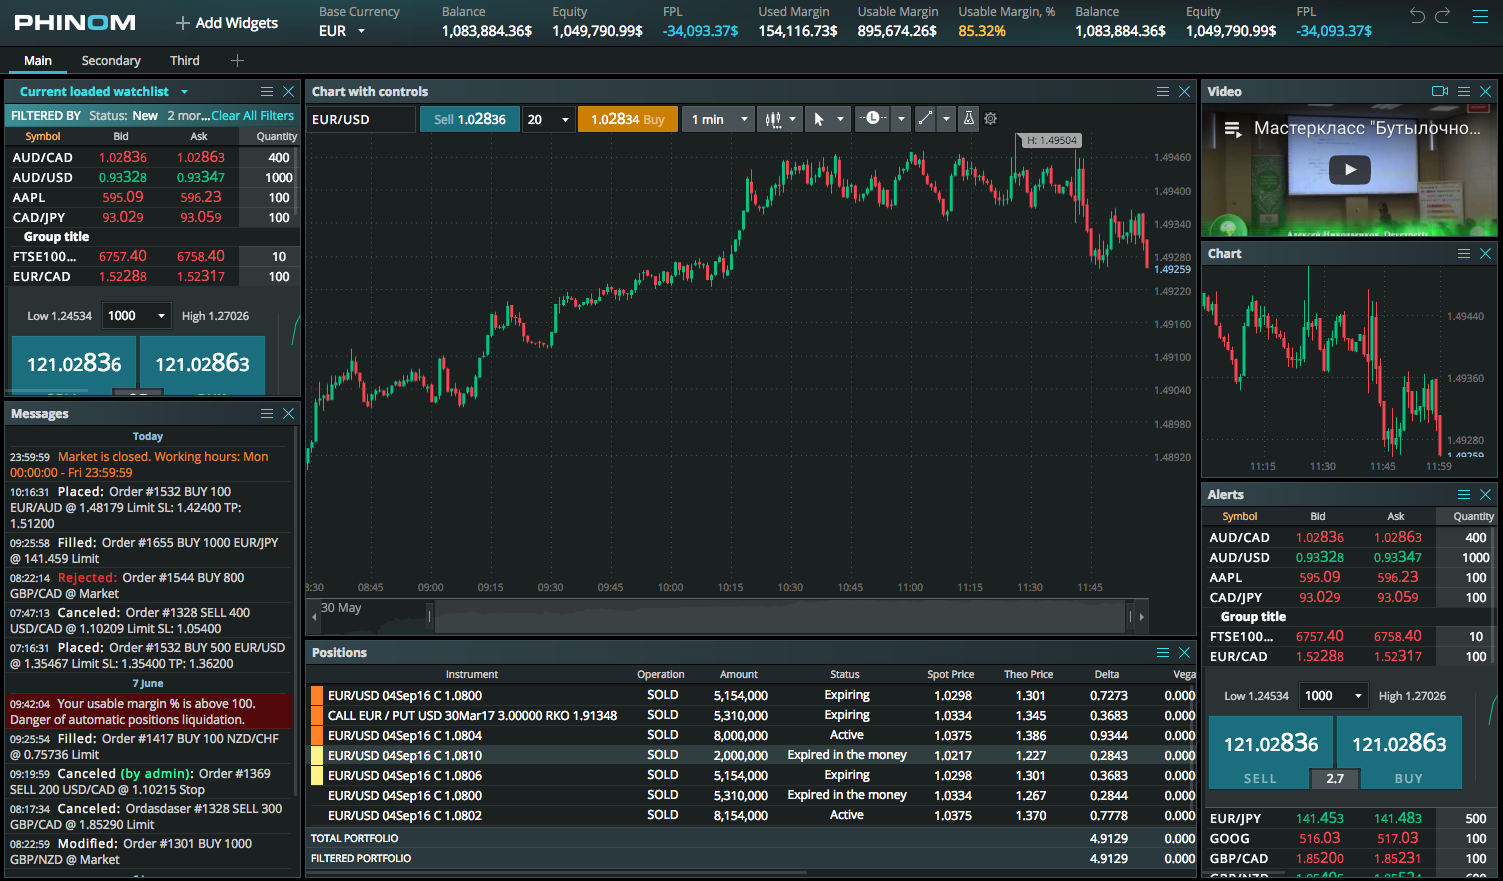 PHINOM
Add Widgets
Base Currency
EUR
Balance
1,083,884.36$
Equity
1,049,790.99$
FPL
-34,093.37$
Used Margin
154,116.73$
Usable Margin
895,674.26$
Usable Margin, %
85.32%
Balance
1,083,884.36$
Equity
1,049,790.99$
FPL
-34,093.37$
Main Secondary Third
Current loaded watchlist
FILTERED BY Status: New 2 mor... Clear All Filters
Symbol Bid Ask Quantity
AUD/CAD 1.02836 1.02863 400
AUD/USD 0.93328 0.93347 1000
AAPL 595.09 596.23 100
CAD/JPY 93.029 93.059 100
Group title
FTSE100... 6757.40 6758.40 10
EUR/CAD 1.52288 1.52317 100
Low 1.24534 1000 High 1.27026
121.02836 121.02863
Messages
Today
23:59:59 Market is closed. Working hours: Mon
00:00:00 - Fri 23:59:59
10:16:31 Placed: Order #1532 BUY 100
EUR/AUD @ 1.48179 Limit SL: 1.42400 TP:
1.51200
09:25:58 Filled: Order #1655 BUY 1000 EUR/JPY
@ 141.459 Limit
08:22:14 Rejected: Order #1544 BUY 800
GBP/CAD @ Market
07:47:13 Canceled: Order #1328 SELL 400
USD/CAD @ 1.10209 Limit SL: 1.05400
07:16:31 Placed: Order #1532 BUY 500 EUR/USD
@ 1.35467 Limit SL: 1.35400 TP: 1.36200
7 June
09:42:04 Your usable margin % is above 100.
Danger of automatic positions liquidation.
09:25:54 Filled: Order #1417 BUY 100 NZD/CHF
@ 0.75736 Limit
09:19:59 Canceled (by admin): Order #1369
SELL 200 USD/CAD @ 1.10215 Stop
08:17:34 Canceled: Ordasdaser #1328 SELL 300
GBP/CAD @ 1.85290 Limit
08:22:59 Modified: Order #1301 BUY 1000
GBP/NZD @ Market
Chart with controls
EUR/USD Sell 1.02836 20 1.02834 Buy 1 min
H: 1.49504
1.49460
1.49400
1.49340
1.49280
1.49259
1.49220
1.49160
1.49100
1.49040
1.48980
1.48920
8:30 08:45 09:00 09:15 09:30 09:45 10:00 10:15 10:30 10:45 11:00 11:15 11:30 11:45
30 May
Positions
Instrument Operation Amount Status Spot Price Theo Price Delta Vega
EUR/USD 04Sep16 C 1.0800 SOLD 5,154,000 Expiring 1.0298 1.301 0.7273 0.000
CALL EUR / PUT USD 30Mar17 3.00000 RKO 1.91348 SOLD 5,310,000 Expiring 1.0334 1.345 0.3683 0.000
EUR/USD 04Sep16 C 1.0804 SOLD 8,000,000 Active 1.0375 1.386 0.9344 0.000
EUR/USD 04Sep16 C 1.0810 SOLD 2,000,000 Expired in the money 1.0217 1.227 0.2843 0.000
EUR/USD 04Sep16 C 1.0806 SOLD 5,154,000 Expiring 1.0298 1.301 0.3683 0.000
EUR/USD 04Sep16 C 1.0800 SOLD 5,310,000 Expired in the money 1.0334 1.267 0.2844 0.000
EUR/USD 04Sep16 C 1.0802 SOLD 8,154,000 Active 1.0375 1.370 0.7778 0.000
TOTAL PORTFOLIO 4.9129 0.000
FILTERED PORTFOLIO 4.9129 0.000
Video
Мастеркласс "Бутылочно...
Chart
1.49440
1.49360
1.49280
1.49259
11:15 11:30 11:45 11:59
Alerts
Symbol Bid Ask Quantity
AUD/CAD 1.02836 1.02863 400
AUD/USD 0.93328 0.93347 1000
AAPL 595.09 596.23 100
CAD/JPY 93.029 93.059 100
Group title
FTSE100... 6757.40 6758.40 10
EUR/CAD 1.52288 1.52317 100
Low 1.24534 1000 High 1.27026
121.02836 121.02863
SELL 2.7 BUY
EUR/JPY 141.453 141.483 500
GOOG 516.03 517.03 100
GBP/CAD 1.85200 1.85231 100